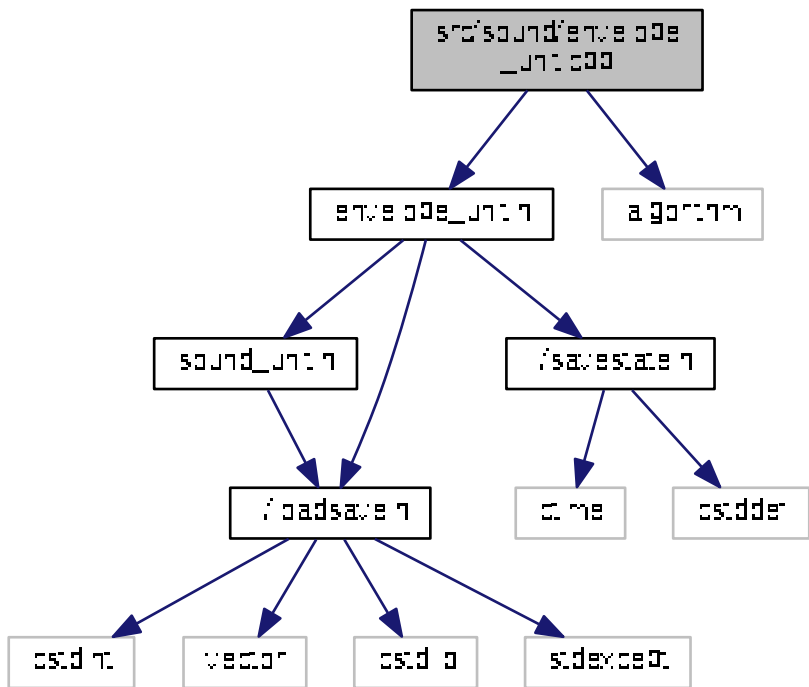 src/sound/envelope
_unit.cpp
envelope_unit.h
algorithm
sound_unit.h
../savestate.h
../loadsave.h
ctime
cstddef
cstdint
vector
cstdio
stdexcept